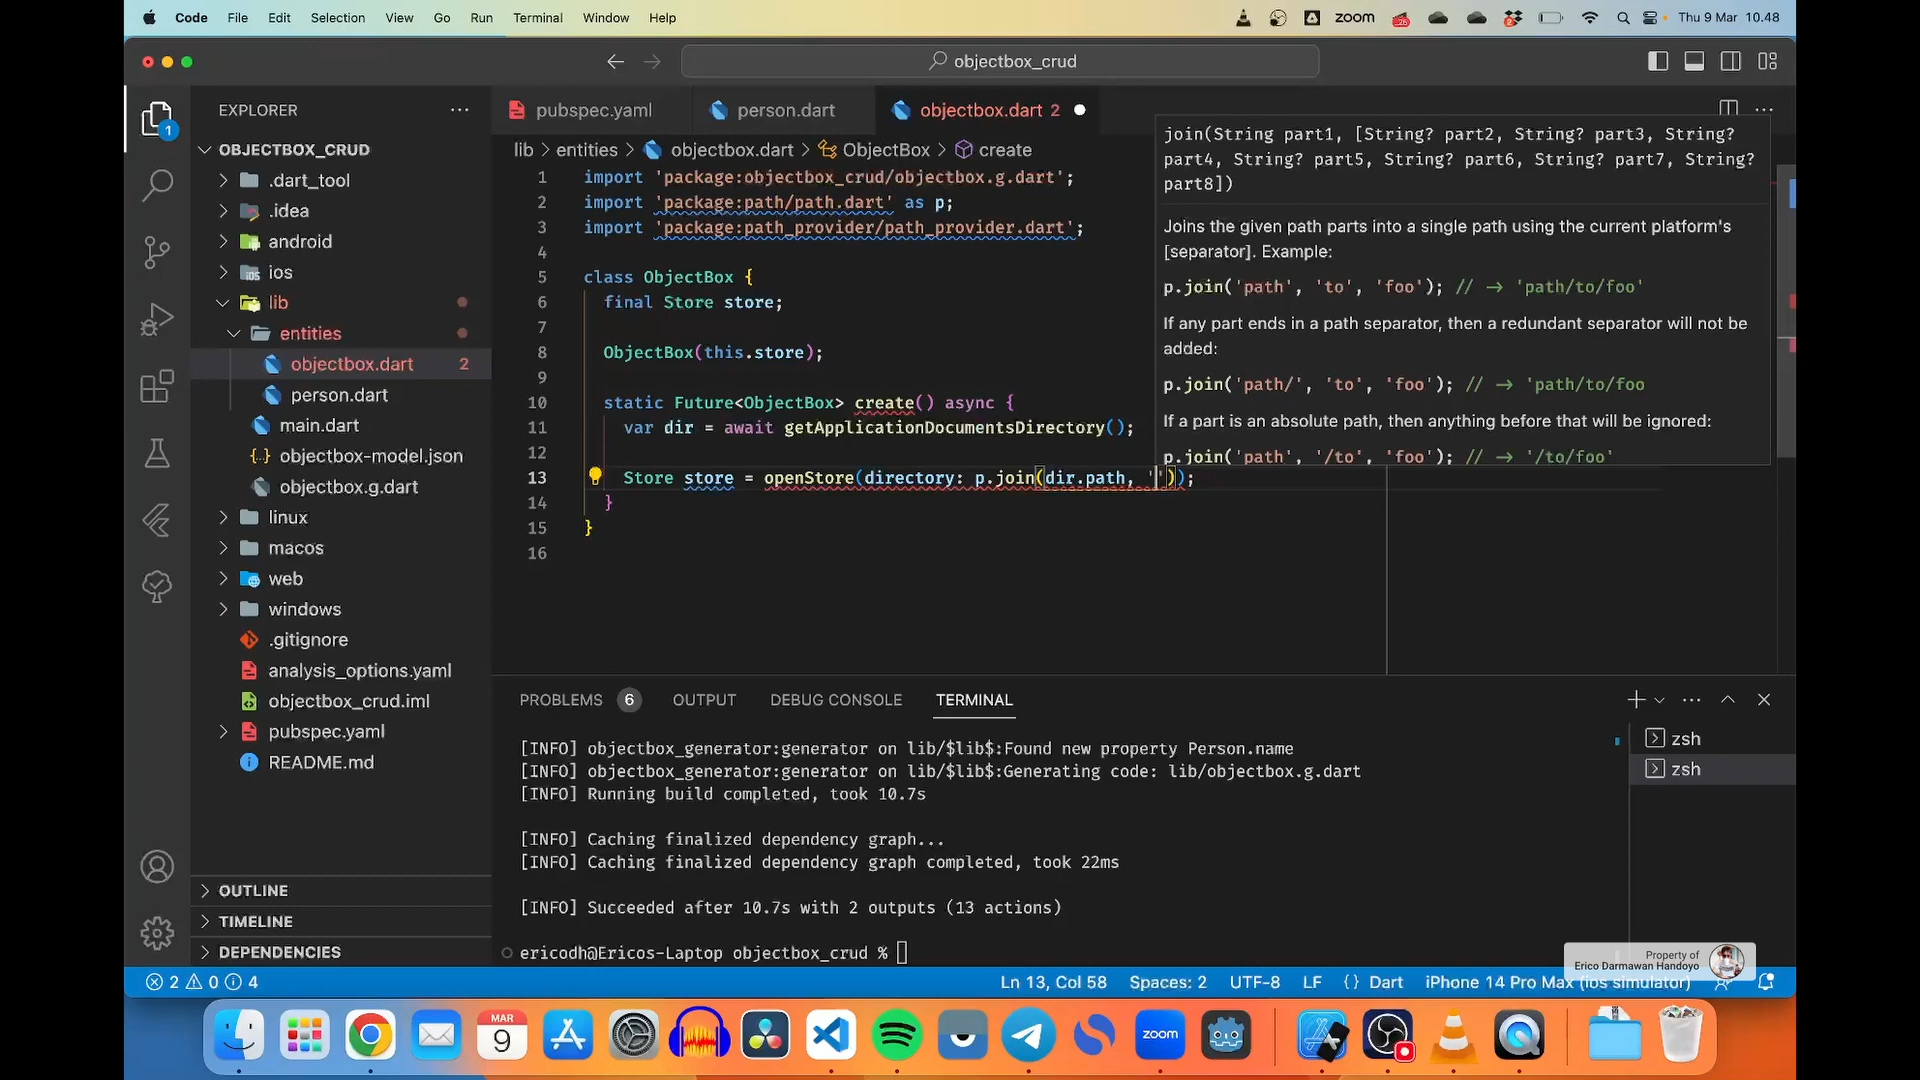 Code File Edit Selection View Go Run Terminal Window Help
zoom Thu 9 Mar 10.48
objectbox_crud
EXPLORER
1
OBJECTBOX_CRUD
.dart_tool
.idea
android
ios
lib
entities
objectbox.dart 2
person.dart
main.dart
{..} objectbox-model.json
objectbox.g.dart
linux
macos
web
windows
.gitignore
analysis_options.yaml
objectbox_crud.iml
pubspec.yaml
README.md
OUTLINE
TIMELINE
DEPENDENCIES
pubspec.yaml person.dart objectbox.dart 2
lib > entities > objectbox.dart > ObjectBox > create
1 import 'package:objectbox_crud/objectbox.g.dart';
2 import 'package:path/path.dart' as p;
3 import 'package:path_provider/path_provider.dart';
4
5 class ObjectBox {
6 final Store store;
7
8 ObjectBox(this.store);
9
10 static Future<ObjectBox> create() async {
11 var dir = await getApplicationDocumentsDirectory();
12
13 Store store = openStore(directory: p.join(dir.path, ''));
14 }
15 }
16
join(String part1, [String? part2, String? part3, String?
part4, String? part5, String? part6, String? part7, String?
part8])
Joins the given path parts into a single path using the current platform's
[separator]. Example:
p.join('path', 'to', 'foo'); // -> 'path/to/foo'
If any part ends in a path separator, then a redundant separator will not be
added:
p.join('path/', 'to', 'foo'); // -> 'path/to/foo
If a part is an absolute path, then anything before that will be ignored:
p.join('path', '/to', 'foo'); // -> '/to/foo'
PROBLEMS 6 OUTPUT DEBUG CONSOLE TERMINAL
[INFO] objectbox_generator:generator on lib/$lib$:Found new property Person.name
[INFO] objectbox_generator:generator on lib/$lib$:Generating code: lib/objectbox.g.dart
[INFO] Running build completed, took 10.7s
[INFO] Caching finalized dependency graph...
[INFO] Caching finalized dependency graph completed, took 22ms
[INFO] Succeeded after 10.7s with 2 outputs (13 actions)
ericodh@Ericos-Laptop objectbox_crud %
zsh
zsh
Property of
Erico Darmawan Handoyo
2 0 4
Ln 13, Col 58 Spaces: 2 UTF-8 LF {} Dart iPhone 14 Pro Max (ios simulator)
MAR
9
zoom